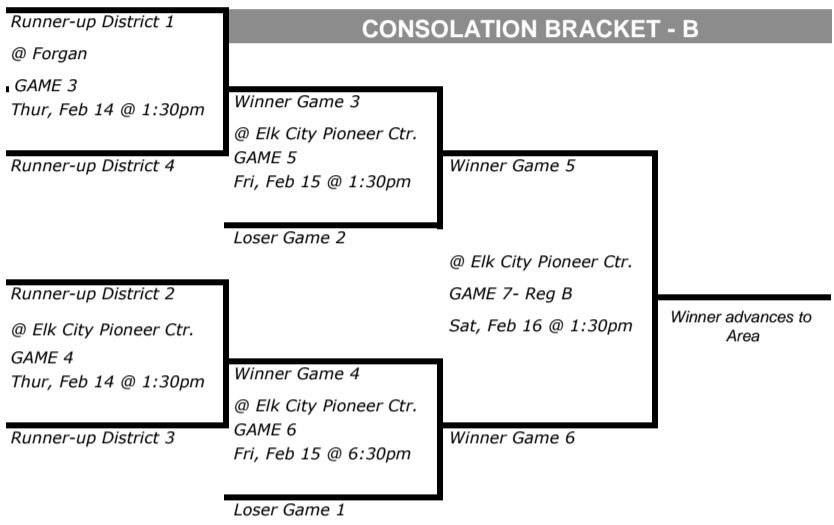 CONSOLATION BRACKET - B
Runner-up District 1
@ Forgan
GAME 3
Thur, Feb 14 @ 1:30pm
Runner-up District 4
Winner Game 3
@ Elk City Pioneer Ctr.
GAME 5
Fri, Feb 15 @ 1:30pm
Loser Game 2
Runner-up District 2
@ Elk City Pioneer Ctr.
GAME 4
Thur, Feb 14 @ 1:30pm
Runner-up District 3
Winner Game 4
@ Elk City Pioneer Ctr.
GAME 6
Fri, Feb 15 @ 6:30pm
Loser Game 1
Winner Game 5
@ Elk City Pioneer Ctr.
GAME 7- Reg B
Sat, Feb 16 @ 1:30pm
Winner Game 6
Winner advances to
Area